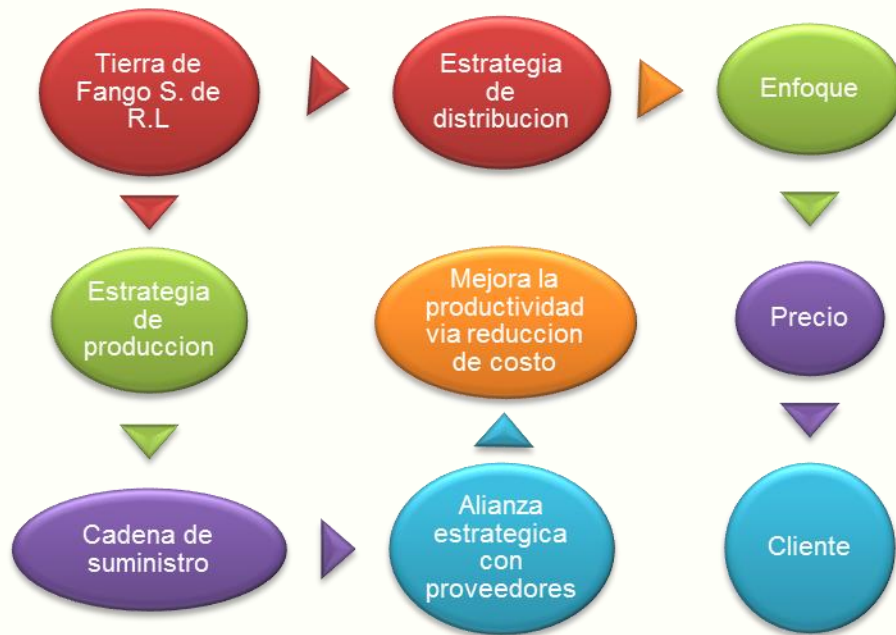 Tierra de
Fango S. de
R.L
Estrategia
de
distribucion
Enfoque
Estrategia
de
produccion
Mejora la
productividad
via reduccion
de costo
Precio
Cadena de
suministro
Alianza
estrategica
con
proveedores
Cliente